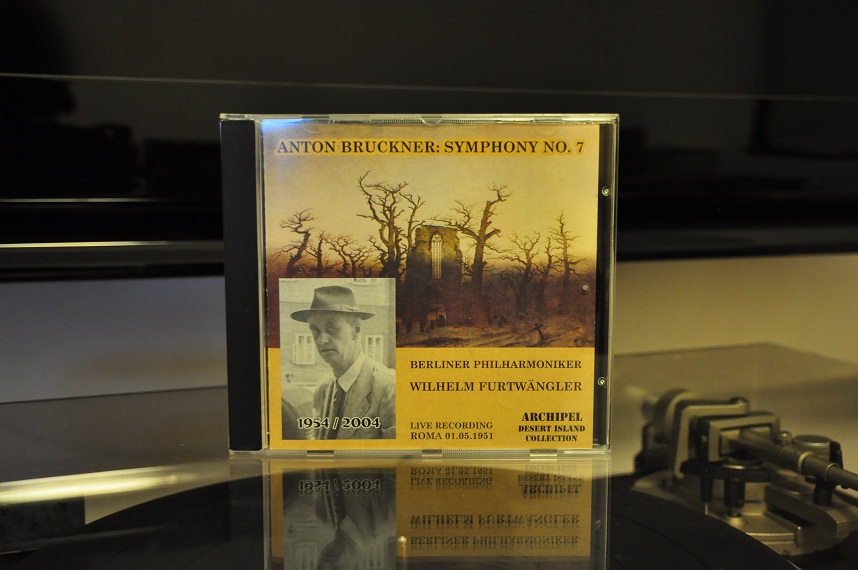 ANTON BRUCKNER: SYMPHONY NO. 7
BERLINER PHILHARMONIKER
WILHELM FURTWÄNGLER
1954 / 2004
LIVE RECORDING
ROMA 01.05.1951
ARCHIPEL
DESERT ISLAND
COLLECTION